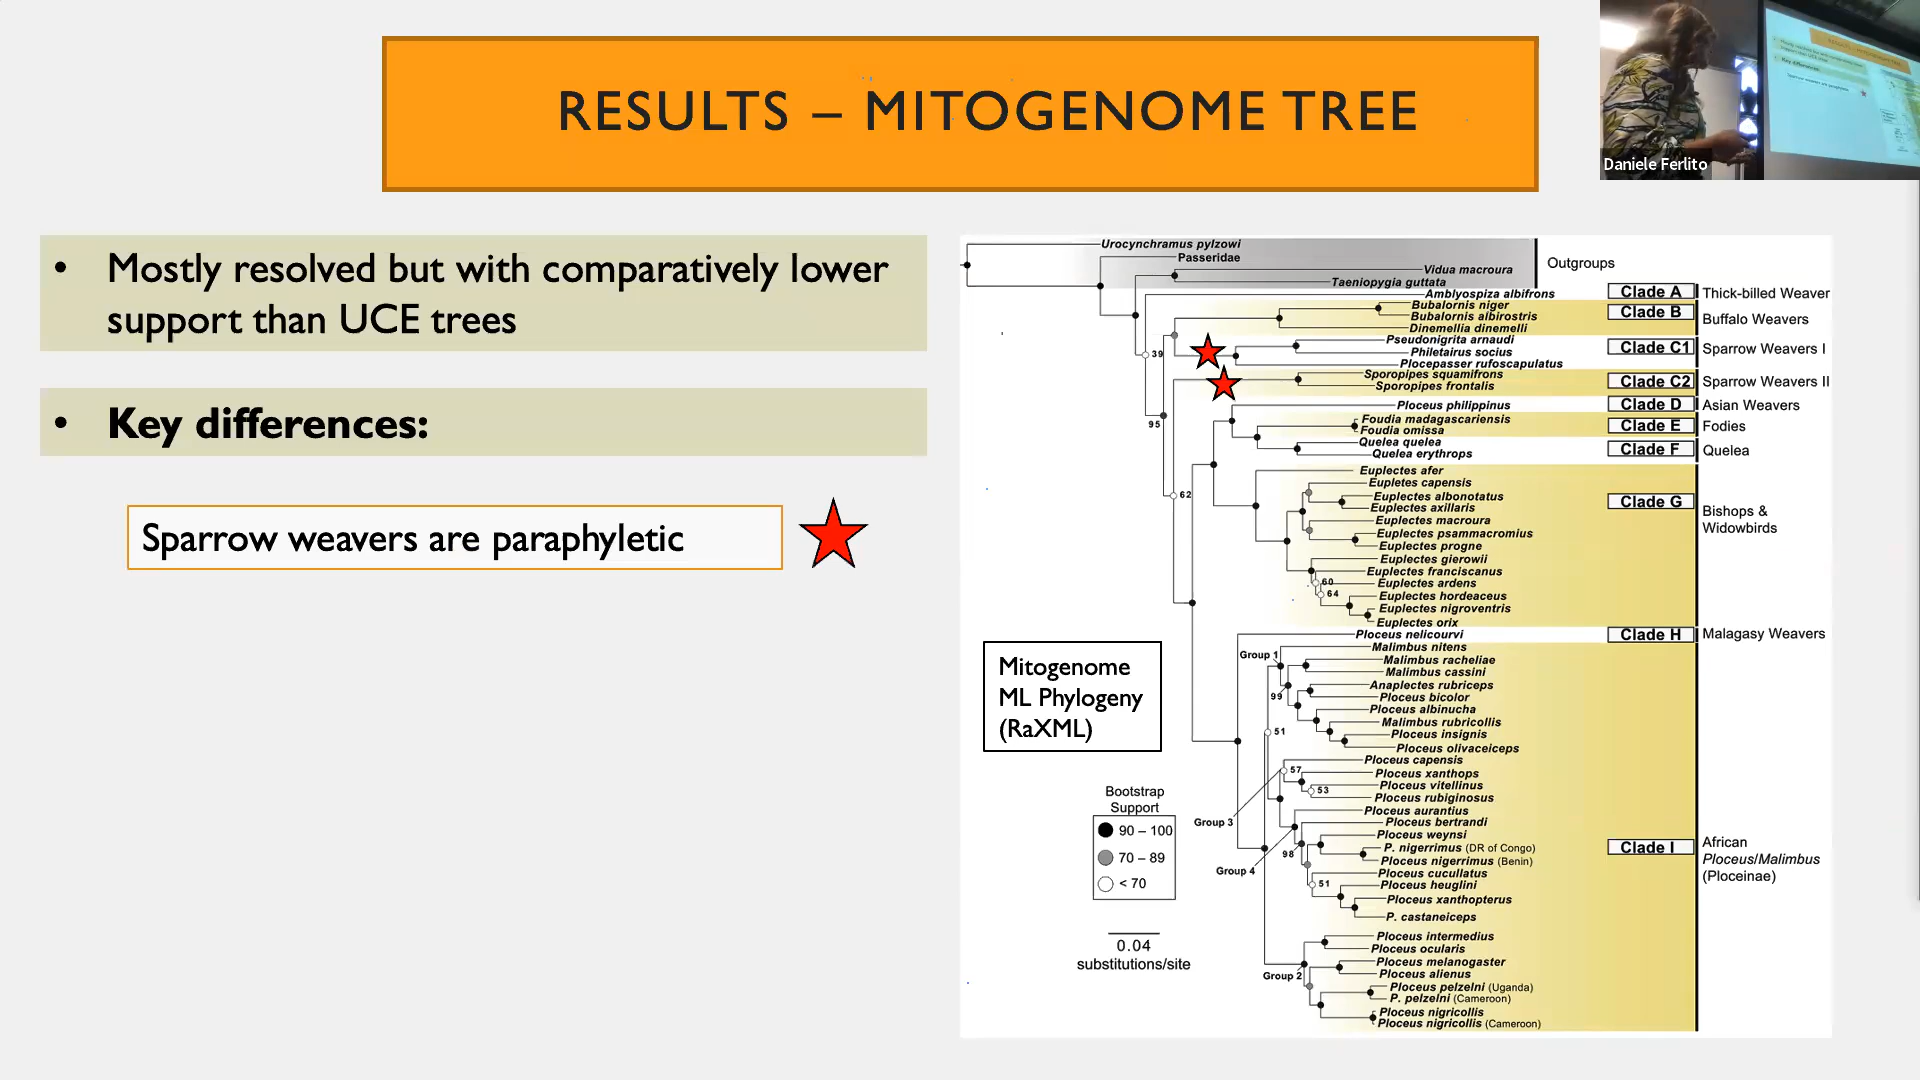 RESULTS – MITOGENOME TREE
Daniele Ferlito
• Mostly resolved but with comparatively lower
support than UCE trees
• Key differences:
Sparrow weavers are paraphyletic
Mitogenome
ML Phylogeny
(RaXML)
Bootstrap
Support
90 – 100
70 – 89
< 70
0.04
substitutions/site
Urocynchramus pylzowi
Passeridae
Vidua macroura
Taeniopygia guttata
Outgroups
Amblyospiza albifrons
Clade A
Thick-billed Weaver
Bubalornis niger
Bubalornis albirostris
Dinemellia dinemelli
Clade B
Buffalo Weavers
Pseudonigrita arnaudi
Philetairus socius
Plocepasser rufoscapulatus
Clade C1
Sparrow Weavers I
Sporopipes squamifrons
Sporopipes frontalis
Clade C2
Sparrow Weavers II
Ploceus philippinus
Clade D
Asian Weavers
Foudia madagascariensis
Foudia omissa
Clade E
Fodies
Quelea quelea
Quelea erythrops
Clade F
Quelea
Euplectes afer
Eupletes capensis
Euplectes albonotatus
Euplectes axillaris
Euplectes macroura
Euplectes psammacromius
Euplectes progne
Euplectes gierowii
Euplectes franciscanus
Euplectes ardens
Euplectes hordeaceus
Euplectes nigroventris
Euplectes orix
Clade G
Bishops &
Widowbirds
Ploceus nelicourvi
Clade H
Malagasy Weavers
Malimbus nitens
Malimbus racheliae
Malimbus cassini
Anaplectes rubriceps
Ploceus bicolor
Ploceus albinucha
Malimbus rubricollis
Ploceus insignis
Ploceus olivaceiceps
Ploceus capensis
Ploceus xanthops
Ploceus vitellinus
Ploceus rubiginosus
Ploceus aurantius
Ploceus bertrandi
Ploceus weynsi
P. nigerrimus (DR of Congo)
Ploceus nigerrimus (Benin)
Ploceus cucullatus
Ploceus heuglini
Ploceus xanthopterus
P. castaneiceps
Ploceus intermedius
Ploceus ocularis
Ploceus melanogaster
Ploceus alienus
Ploceus pelzelni (Uganda)
P. pelzelni (Cameroon)
Ploceus nigricollis
Ploceus nigricollis (Cameroon)
Clade I
African
Ploceus/Malimbus
(Ploceinae)
39
95
62
60
64
Group 1
99
51
57
53
Group 3
98
Group 4
51
Group 2